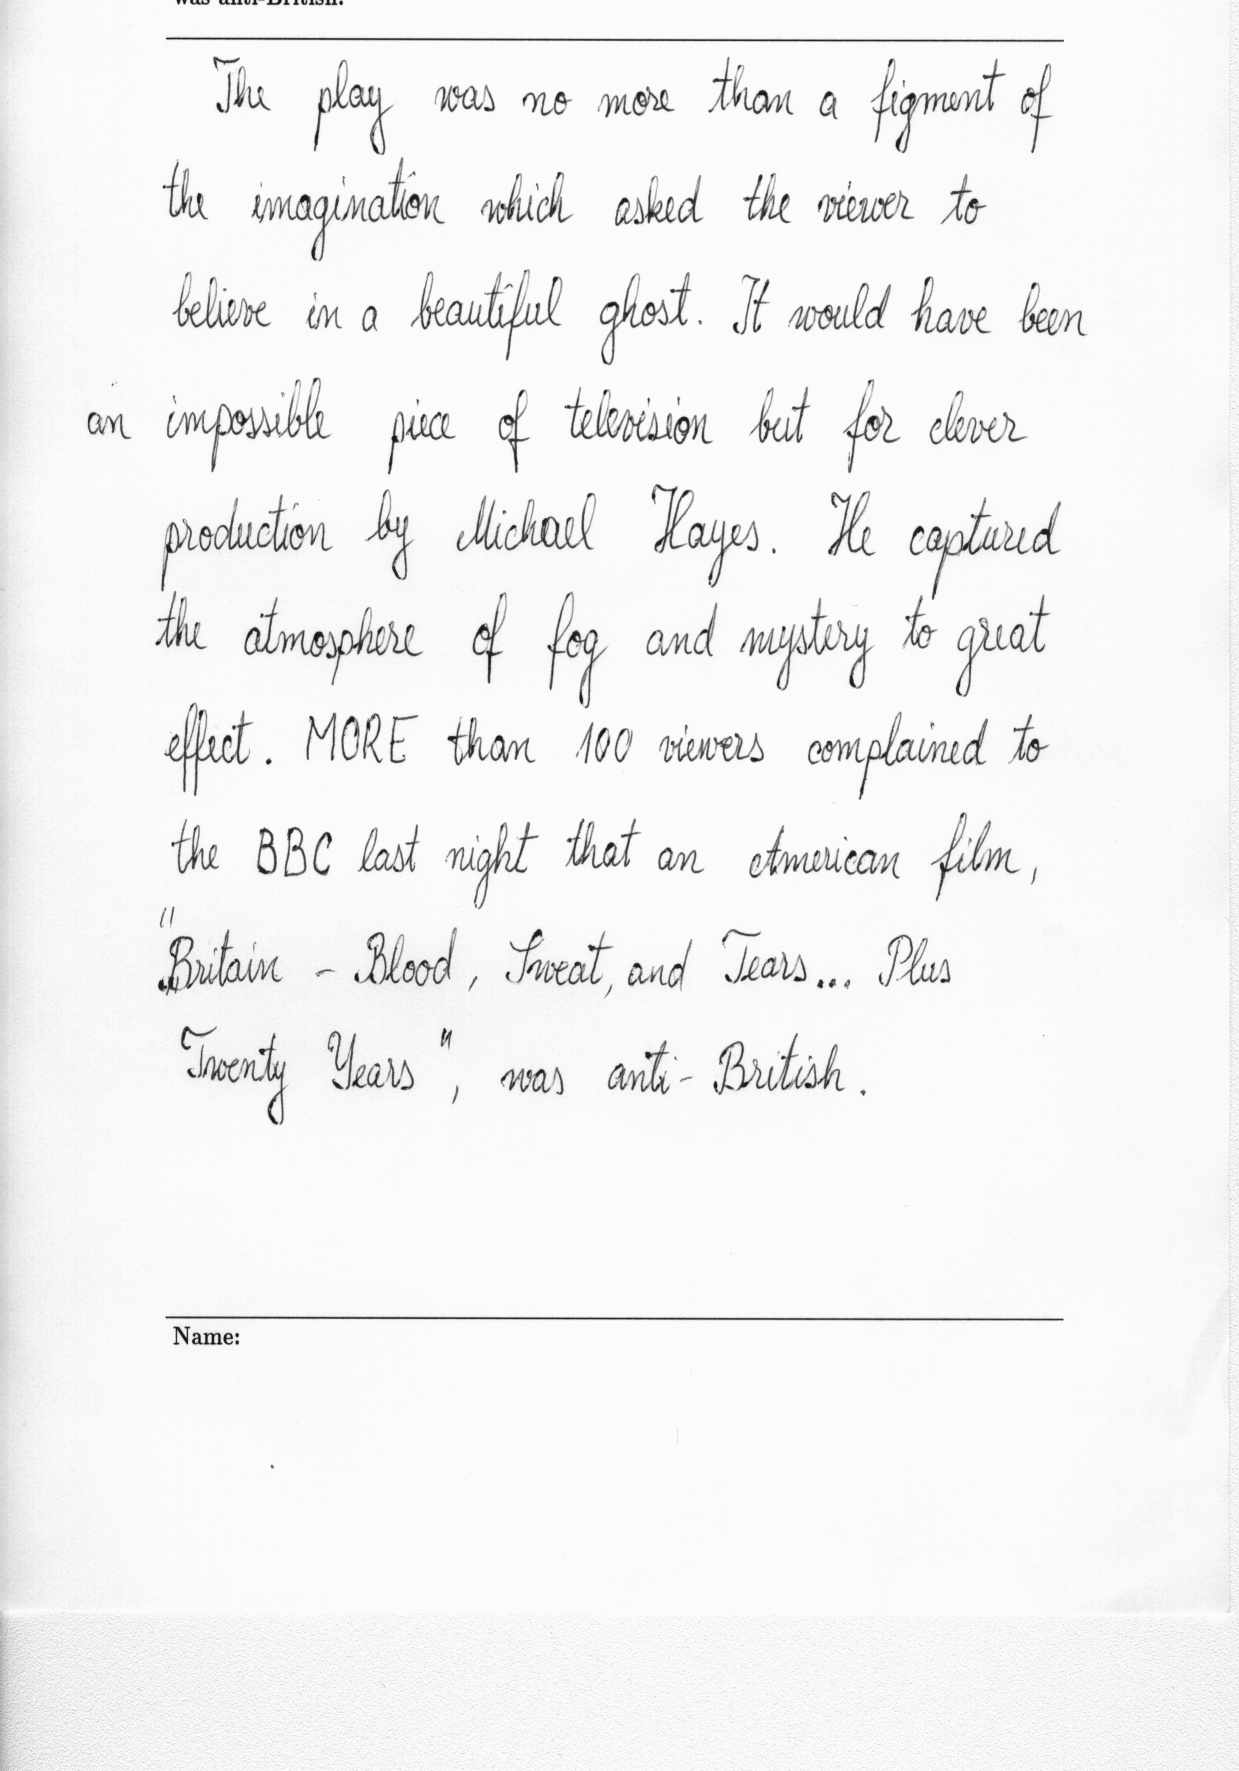 was anti-British.
The play was no more than a figment of
the imagination which asked the viewer to
believe in a beautiful ghost. It would have been
an impossible piece of television but for clever
production by Michael Hayes. He captured
the atmosphere of fog and mystery to great
effect. MORE than 100 viewers complained to
the BBC last night that an American film,
"Britain - Blood, Sweat, and Tears... Plus
Twenty Years", was anti-British.
Name: